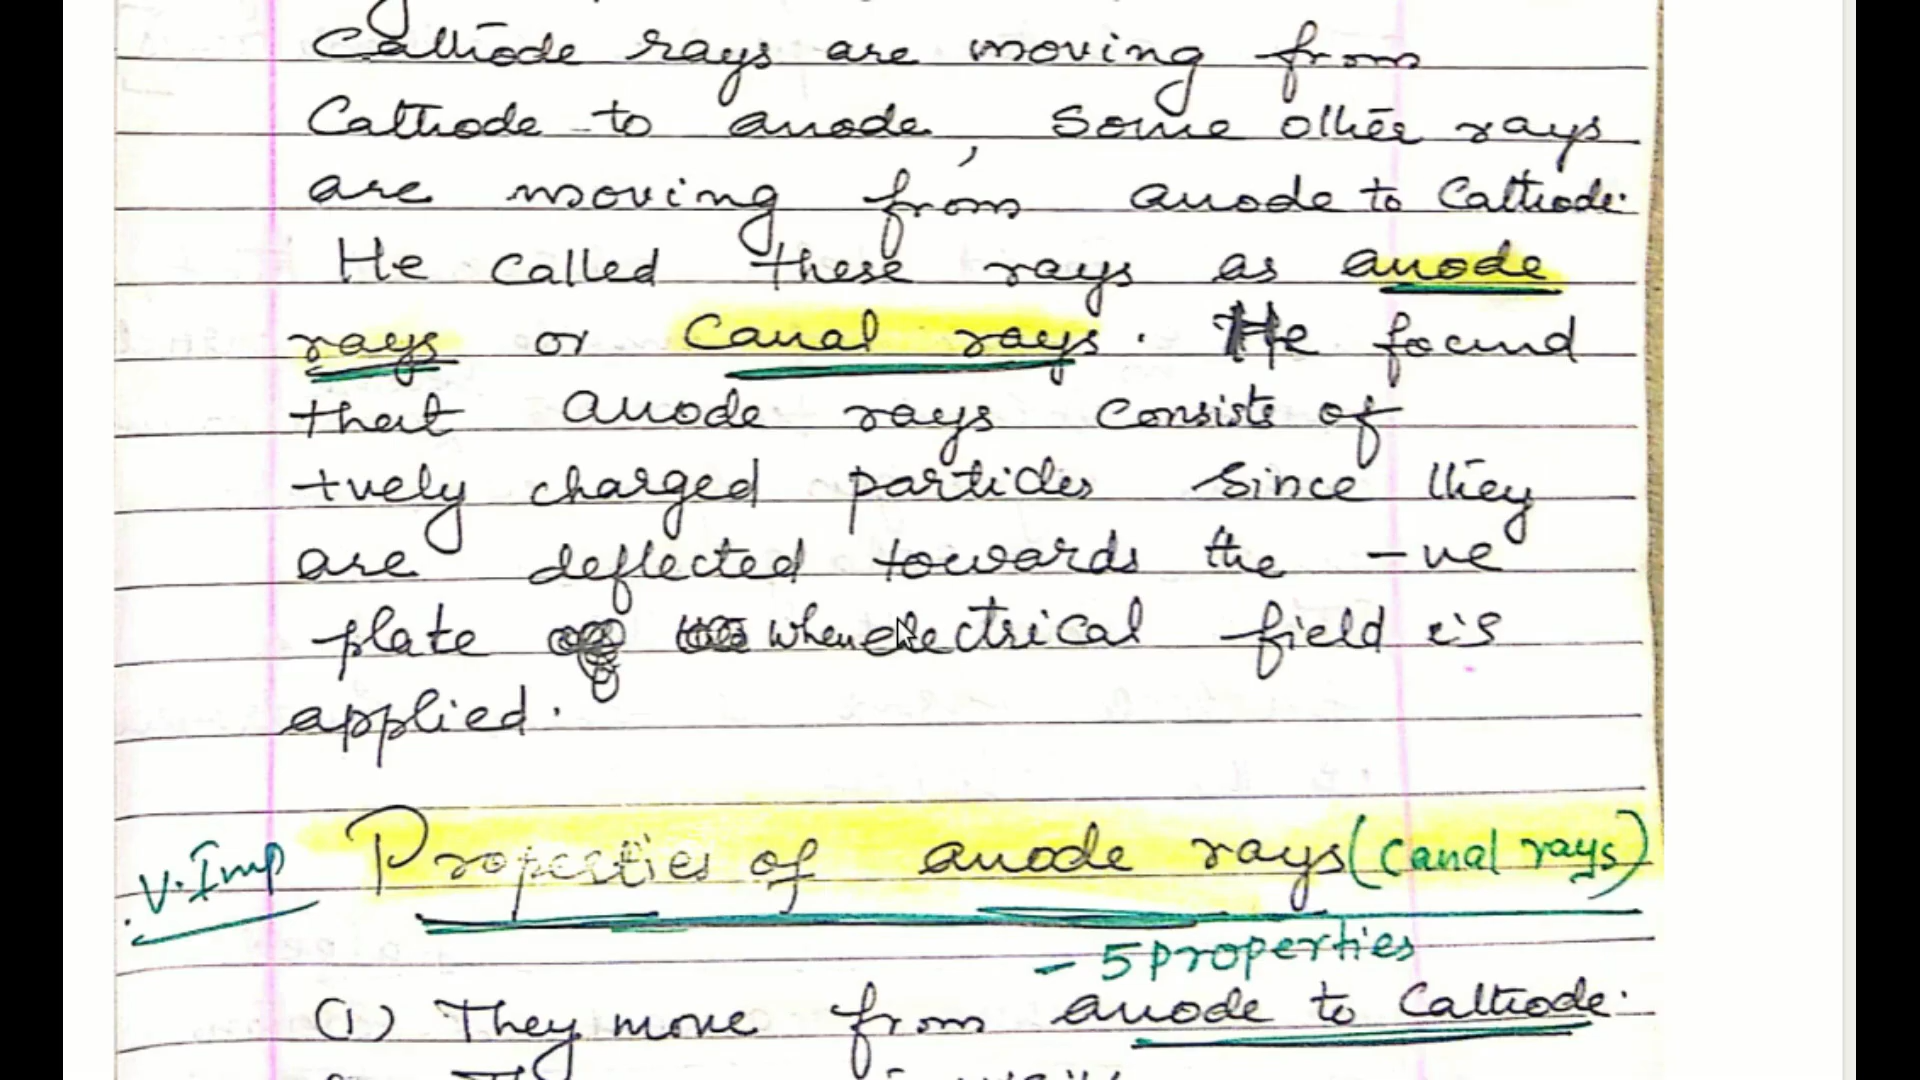 Cathode rays are moving from
Cathode to anode, Some other rays
are moving from anode to Cathode.
He called these rays as anode
rays or Canal rays. He found
that anode rays consists of
+vely charged particles since they
are deflected towards the -ve
plate when electrical field is
applied.
V. Imp Properties of anode rays (Canal rays)
- 5 properties
(1) They move from anode to Cathode.